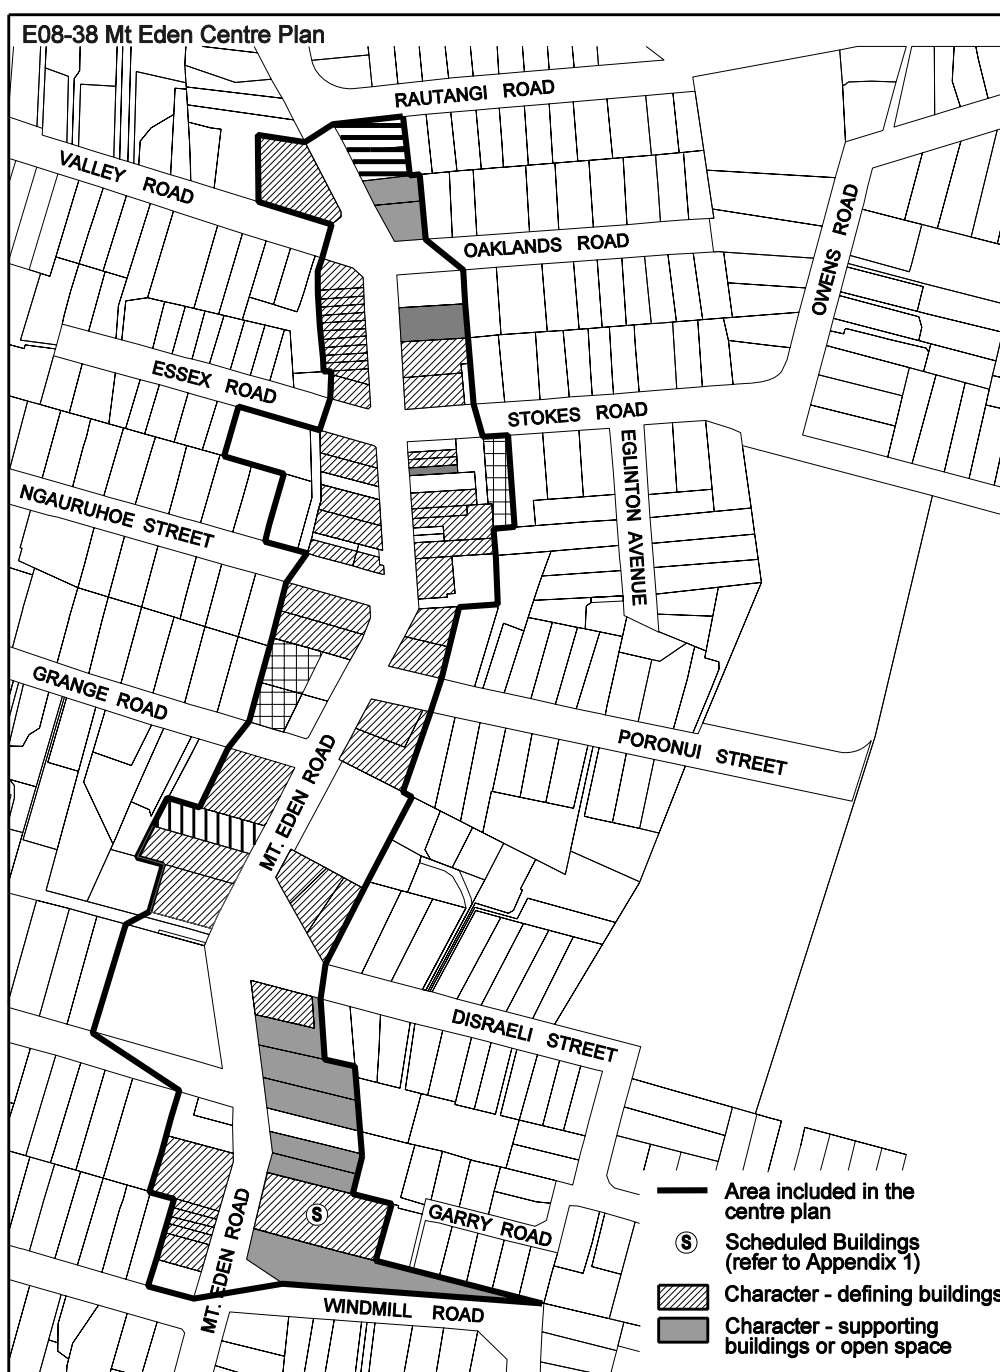 E08-38 Mt Eden Centre Plan
RAUTANGI ROAD
VALLEY ROAD
OAKLANDS ROAD
OWENS ROAD
ESSEX ROAD
STOKES ROAD
EGLINTON AVENUE
NGAURUHOE STREET
GRANGE ROAD
PORONUI STREET
MT. EDEN ROAD
DISRAELI STREET
S
GARRY ROAD
MT. EDEN ROAD
WINDMILL ROAD
Area included in the
centre plan
S
Scheduled Buildings
(refer to Appendix 1)
Character - defining buildings
Character - supporting
buildings or open space